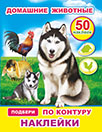 ДОМАШНИЕ ЖИВОТНЫЕ
50
НАКЛЕЕК
ПОДБЕРИ ПО КОНТУРУ
НАКЛЕЙКИ